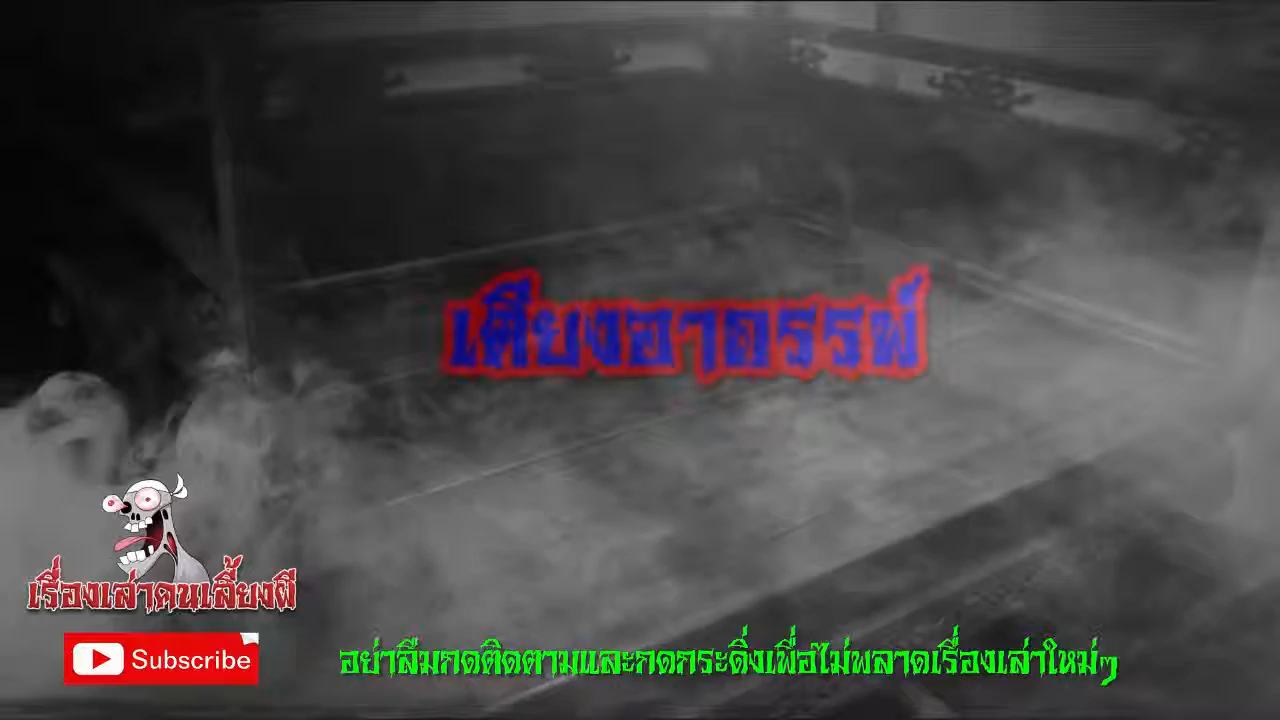 เตียงอาถรรพ์
เรื่องเล่าคนเลี้ยงผี
Subscribe
อย่าลืมกดติดตามและกดกระดิ่งเพื่อไม่พลาดเรื่องเล่าใหม่ๆ